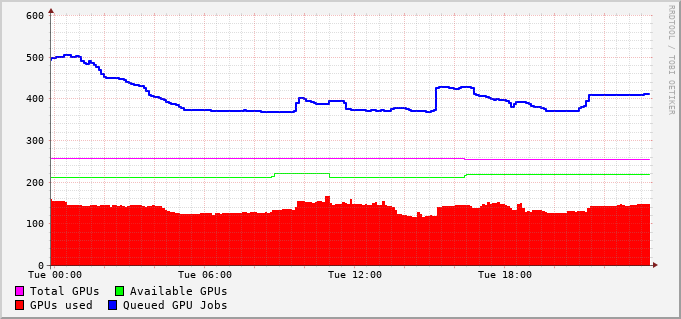 600
500
400
300
200
100
0
Tue 00:00 Tue 06:00 Tue 12:00 Tue 18:00
Total GPUs Available GPUs
GPUs used Queued GPU Jobs
RRDTOOL / TOBI OETIKER